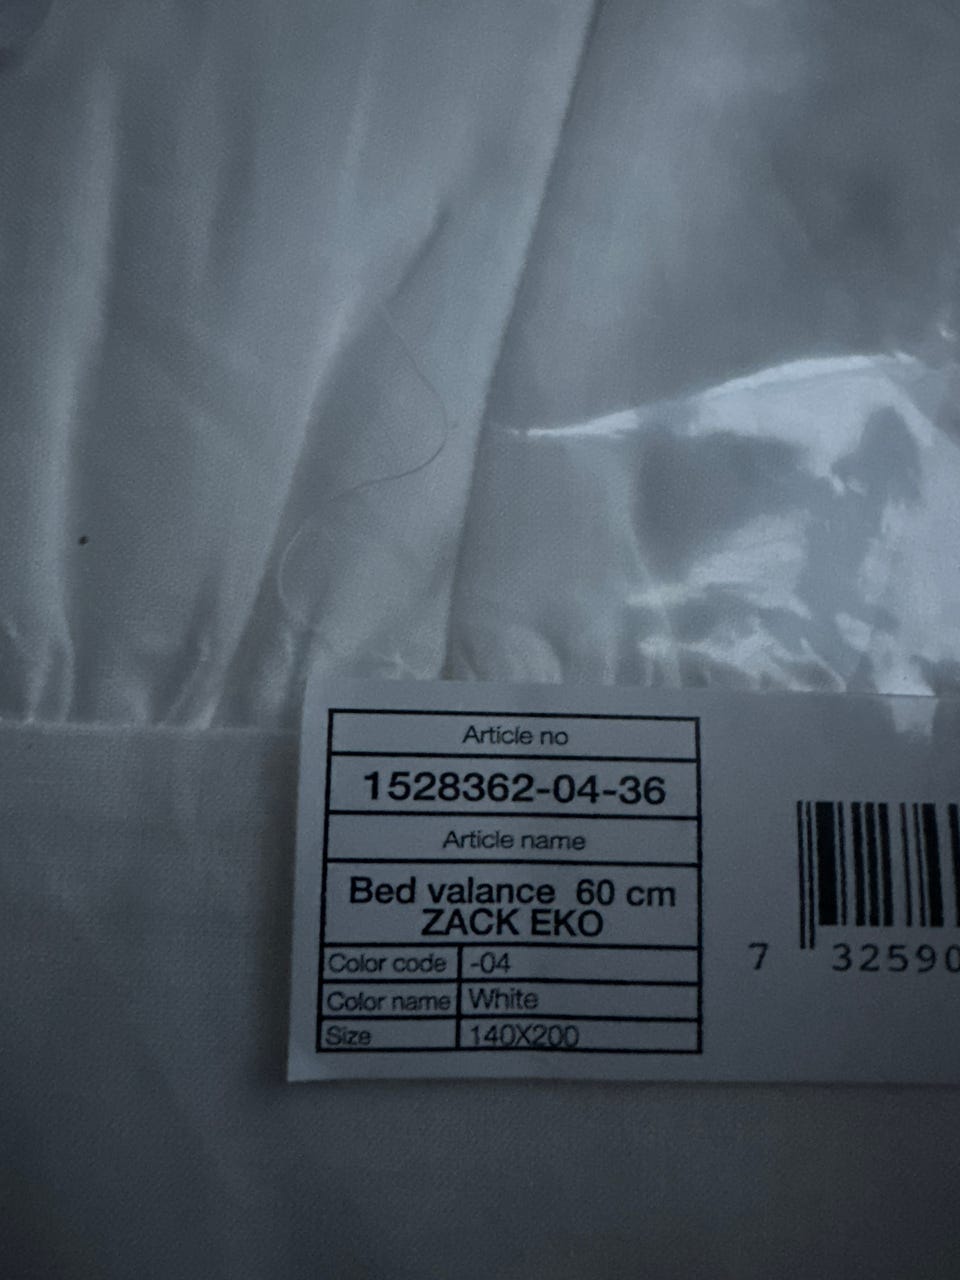 Article no
1528362-04-36
Article name
Bed valance 60 cm
ZACK EKO
Color code -04
Color name White
Size 140X200
7 32590